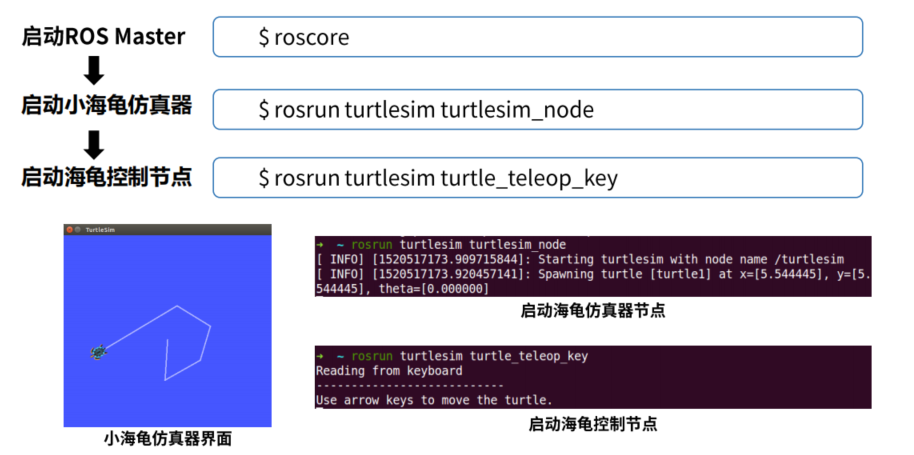 启动ROS Master
$ roscore
启动小海龟仿真器
$ rosrun turtlesim turtlesim_node
启动海龟控制节点
$ rosrun turtlesim turtle_teleop_key
TurtleSim
小海龟仿真器界面
➜ ~ rosrun turtlesim turtlesim_node
[ INFO] [1520517173.909715844]: Starting turtlesim with node name /turtlesim
[ INFO] [1520517173.920457141]: Spawning turtle [turtle1] at x=[5.544445], y=[5.
544445], theta=[0.000000]
启动海龟仿真器节点
➜ ~ rosrun turtlesim turtle_teleop_key
Reading from keyboard
---------------------------
Use arrow keys to move the turtle.
启动海龟控制节点